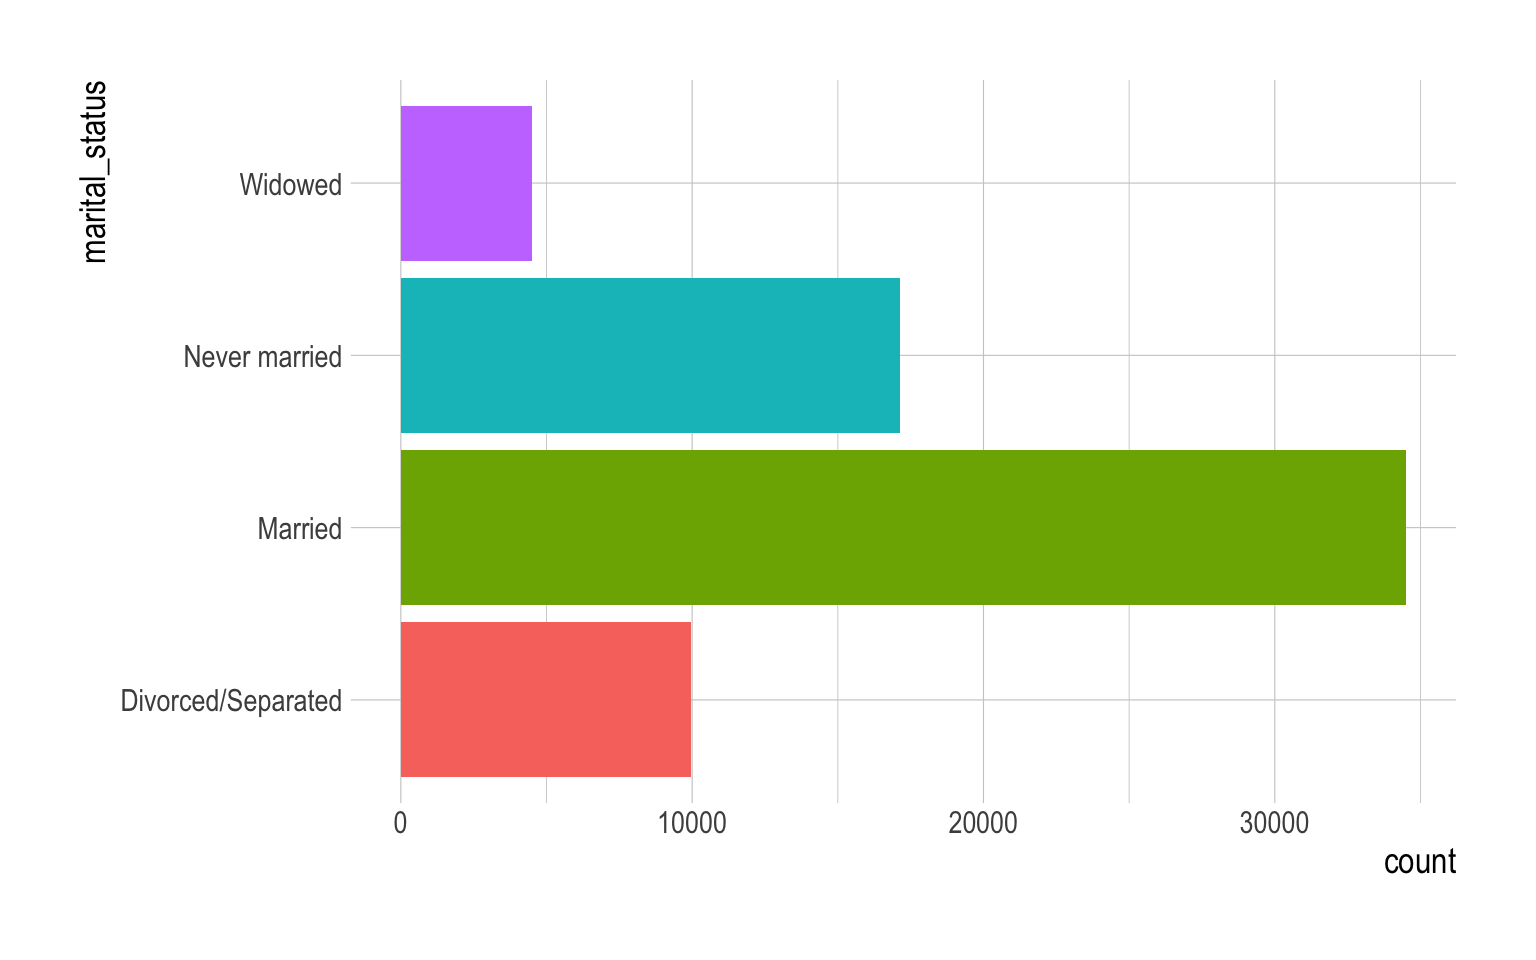 marital_status
Widowed
Never married
Married
Divorced/Separated
0 10000 20000 30000
count